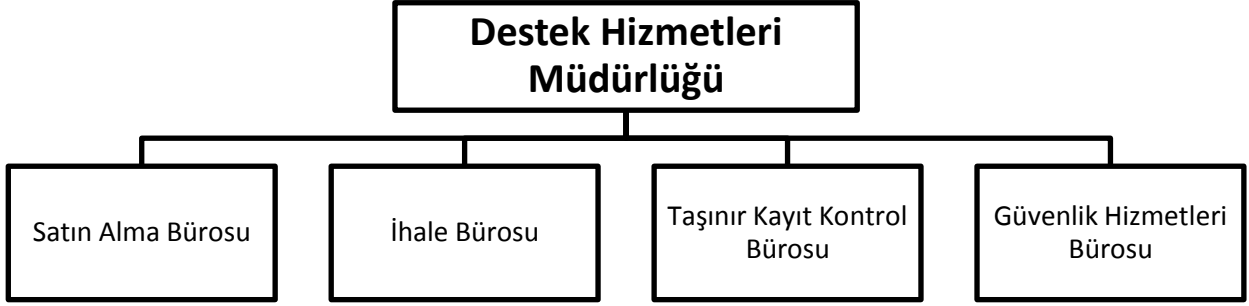 Destek Hizmetleri
Müdürlüğü
Satın Alma Bürosu
İhale Bürosu
Taşınır Kayıt Kontrol
Bürosu
Güvenlik Hizmetleri
Bürosu